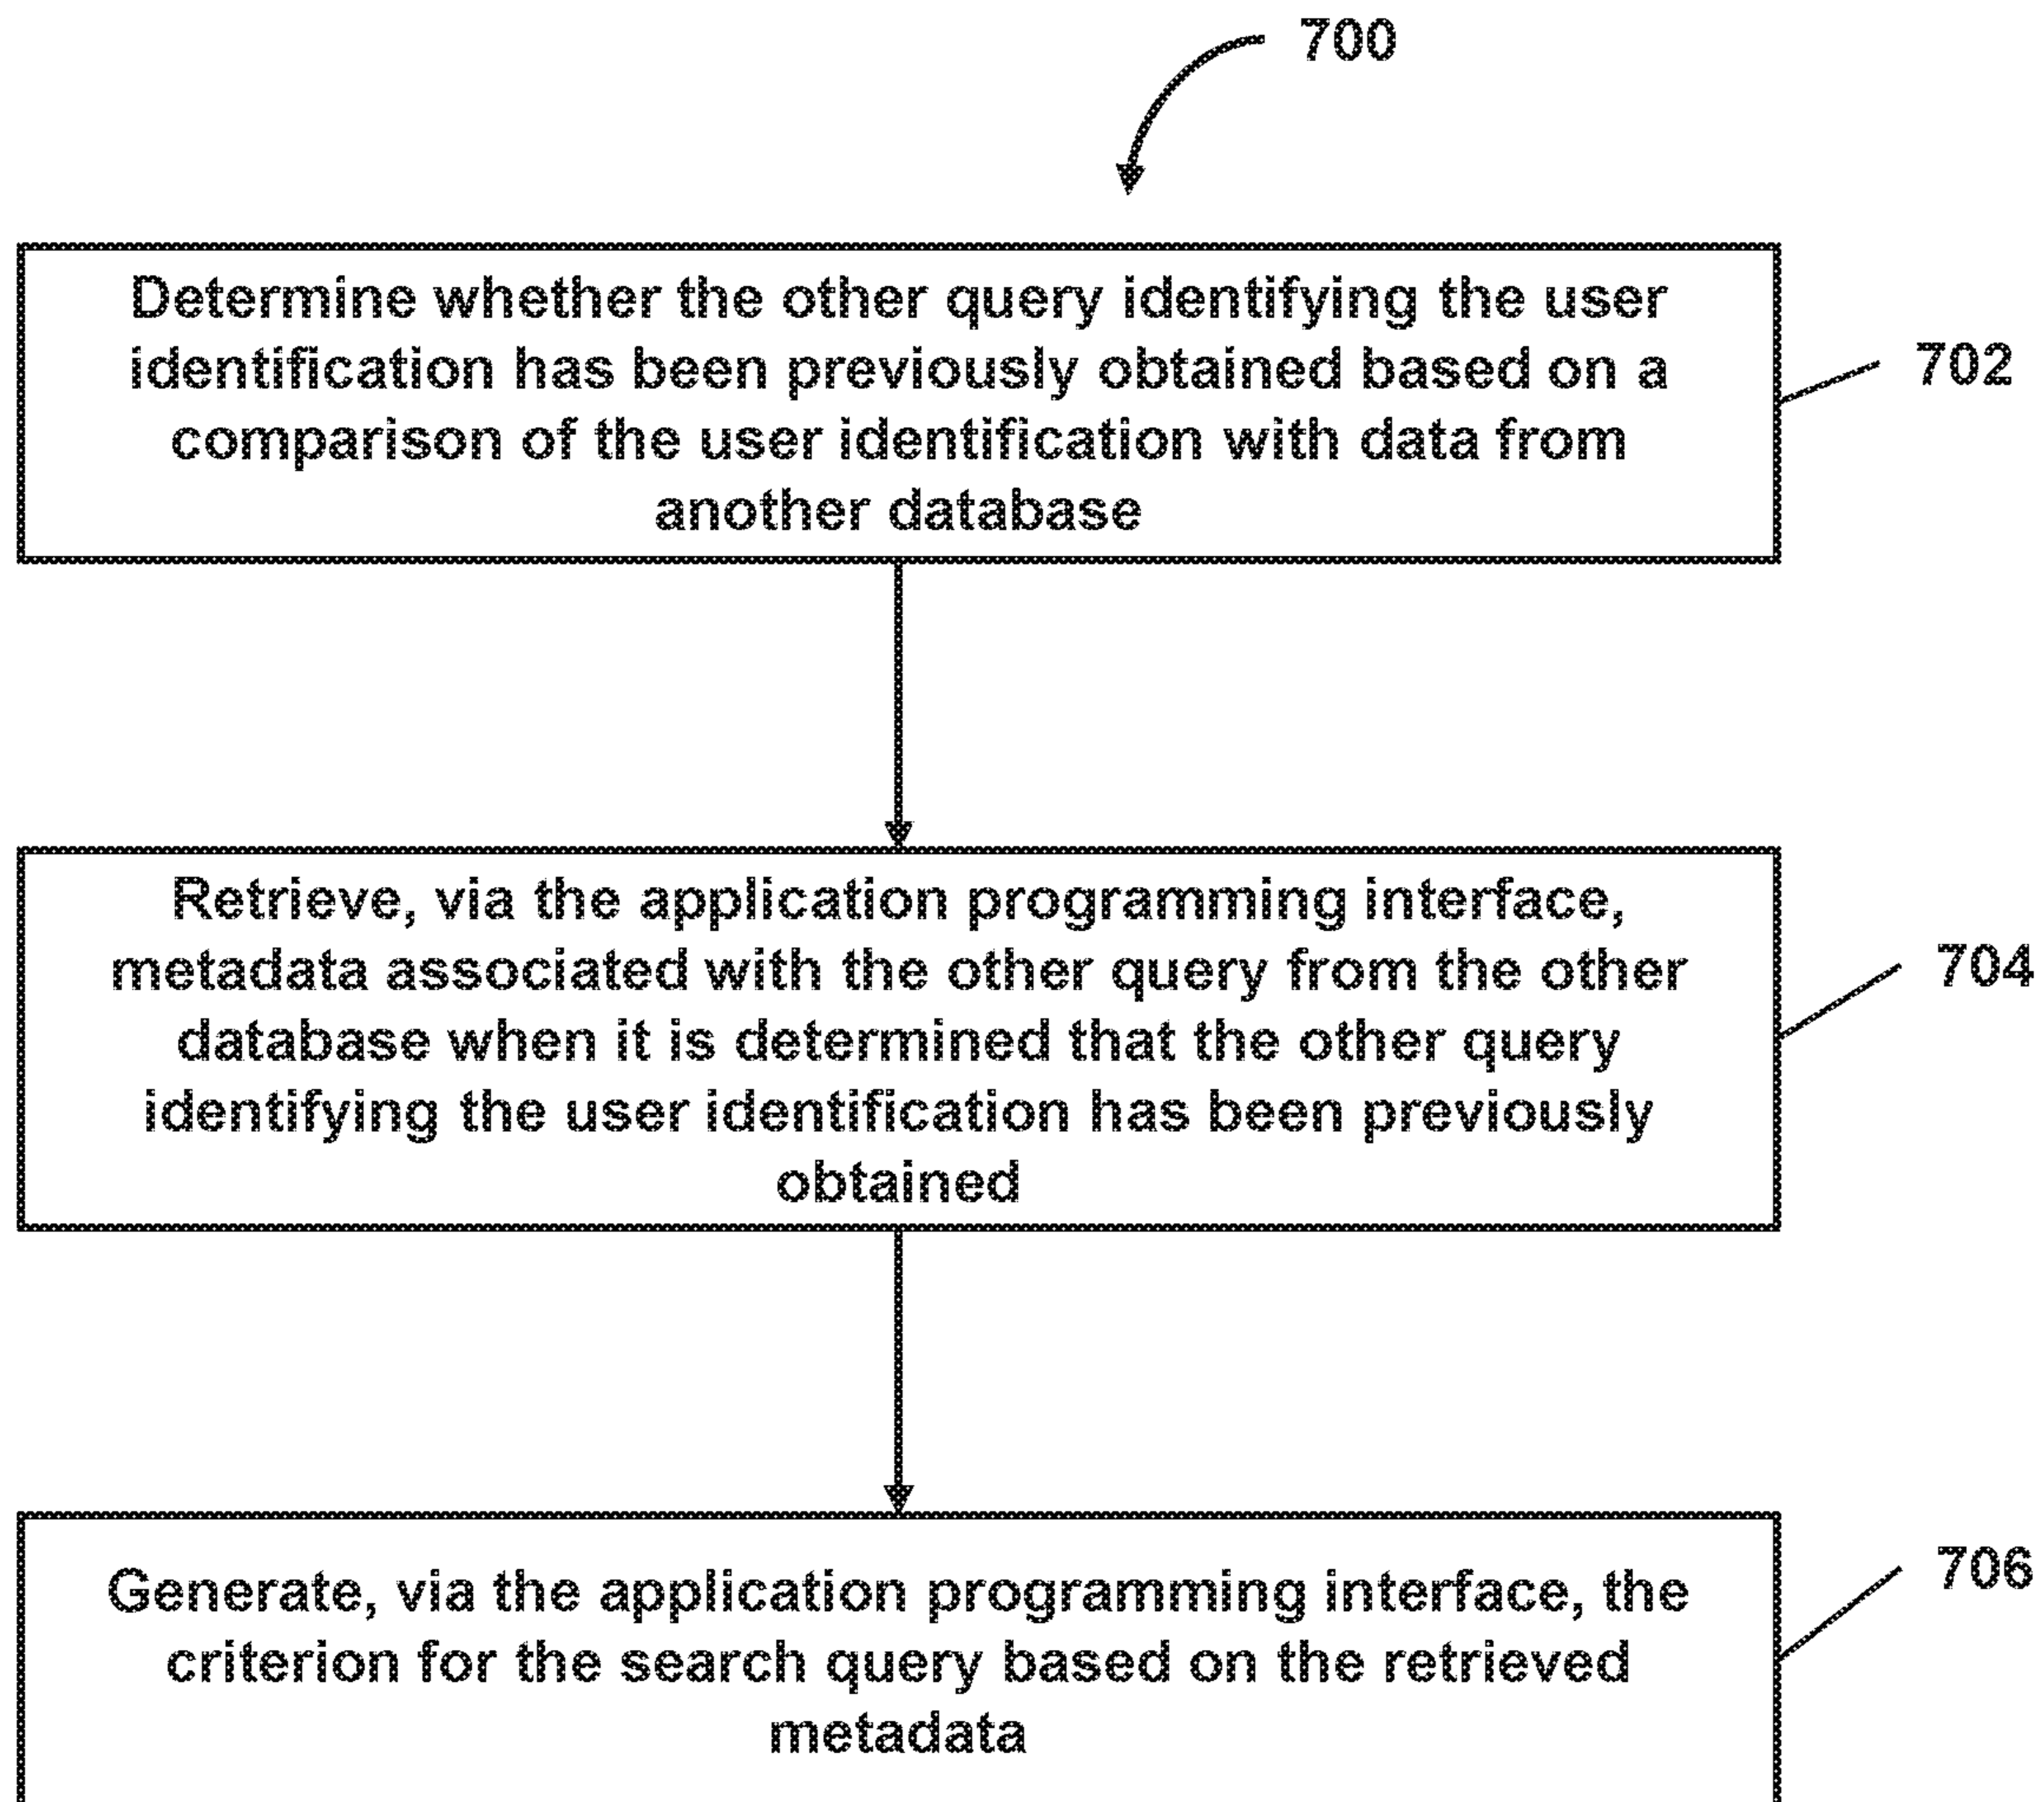 700
Determine whether the other query identifying the user
identification has been previously obtained based on a
comparison of the user identification with data from
another database
702
Retrieve, via the application programming interface,
metadata associated with the other query from the other
database when it is determined that the other query
identifying the user identification has been previously
obtained
704
Generate, via the application programming interface, the
criterion for the search query based on the retrieved
metadata
706